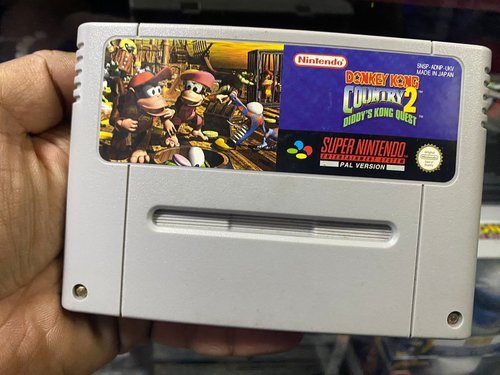 Nintendo
SNSP-ADNP-UKV
MADE IN JAPAN
DONKEY KONG
COUNTRY 2
DIDDY'S KONG QUEST
SUPER NINTENDO
ENTERTAINMENT SYSTEM
PAL VERSION